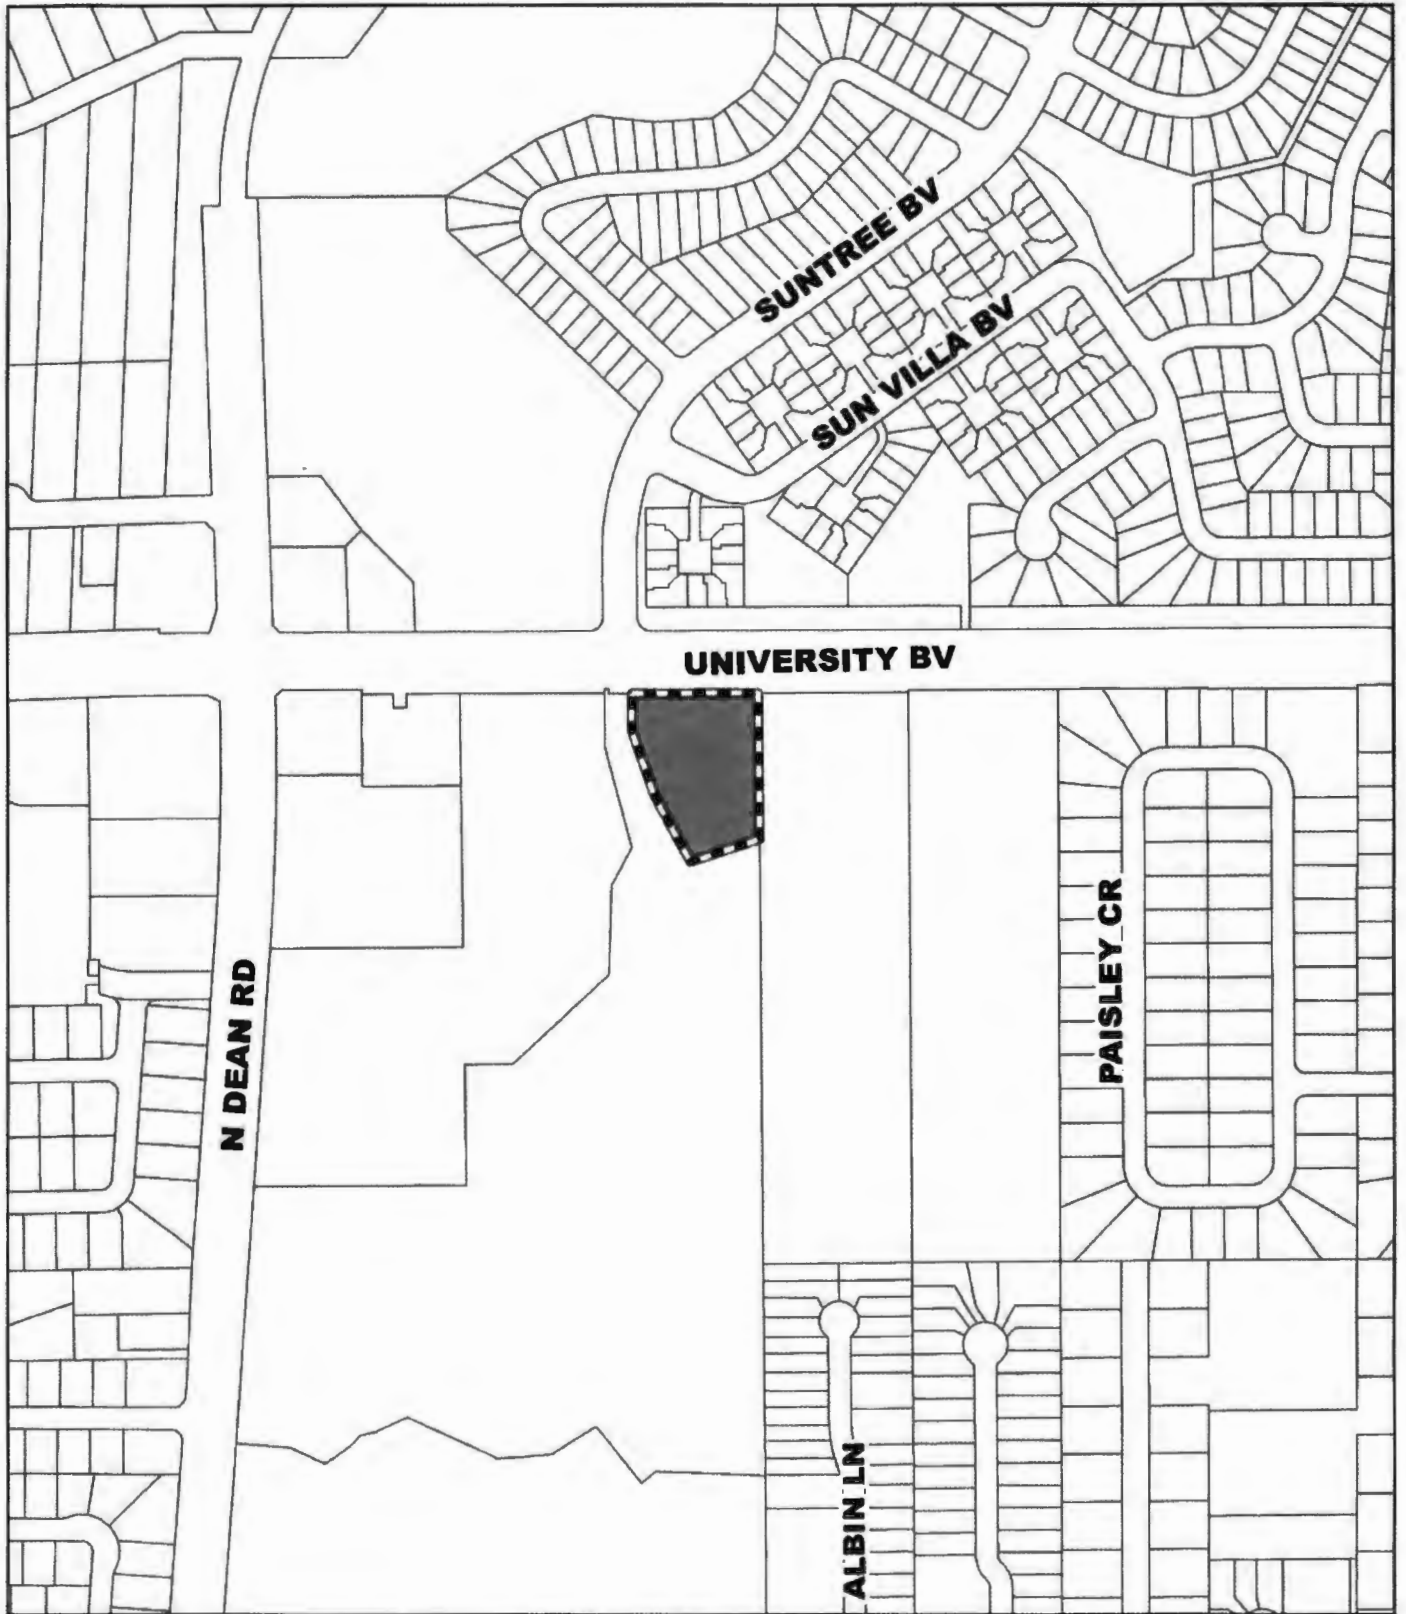 SUNTREE BV
SUN VILLA BV
UNIVERSITY BV
PAISLEY CR
N DEAN RD
ALBIN LN